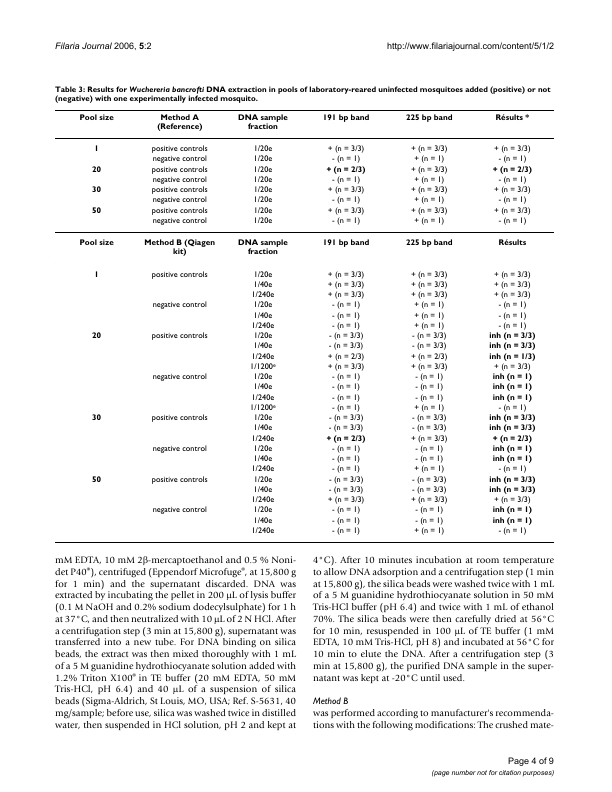 Filaria Journal 2006, 5:2 http://www.filariajournal.com/content/5/1/2
Table 3: Results for Wuchereria bancrofti DNA extraction in pools of laboratory-reared uninfected mosquitoes added (positive) or not
(negative) with one experimentally infected mosquito.
Pool size Method A DNA sample 191 bp band 225 bp band Résults *
(Reference) fraction
1 positive controls 1/20e + (n = 3/3) + (n = 3/3) + (n = 3/3)
negative control 1/20e - (n = 1) + (n = 1) - (n = 1)
20 positive controls 1/20e + (n = 2/3) + (n = 3/3) + (n = 2/3)
negative control 1/20e - (n = 1) + (n = 1) - (n = 1)
30 positive controls 1/20e + (n = 3/3) + (n = 3/3) + (n = 3/3)
negative control 1/20e - (n = 1) + (n = 1) - (n = 1)
50 positive controls 1/20e + (n = 3/3) + (n = 3/3) + (n = 3/3)
negative control 1/20e - (n = 1) + (n = 1) - (n = 1)
Pool size Method B (Qiagen DNA sample 191 bp band 225 bp band Résults
kit) fraction
1 positive controls 1/20e + (n = 3/3) + (n = 3/3) + (n = 3/3)
1/40e + (n = 3/3) + (n = 3/3) + (n = 3/3)
1/240e + (n = 3/3) + (n = 3/3) + (n = 3/3)
negative control 1/20e - (n = 1) + (n = 1) - (n = 1)
1/40e - (n = 1) + (n = 1) - (n = 1)
1/240e - (n = 1) + (n = 1) - (n = 1)
20 positive controls 1/20e - (n = 3/3) - (n = 3/3) inh (n = 3/3)
1/40e - (n = 3/3) - (n = 3/3) inh (n = 3/3)
1/240e + (n = 2/3) + (n = 2/3) inh (n = 1/3)
1/1200e + (n = 3/3) + (n = 3/3) + (n = 3/3)
negative control 1/20e - (n = 1) - (n = 1) inh (n = 1)
1/40e - (n = 1) - (n = 1) inh (n = 1)
1/240e - (n = 1) - (n = 1) inh (n = 1)
1/1200e - (n = 1) + (n = 1) - (n = 1)
30 positive controls 1/20e - (n = 3/3) - (n = 3/3) inh (n = 3/3)
1/40e - (n = 3/3) - (n = 3/3) inh (n = 3/3)
1/240e + (n = 2/3) + (n = 3/3) + (n = 2/3)
negative control 1/20e - (n = 1) - (n = 1) inh (n = 1)
1/40e - (n = 1) - (n = 1) inh (n = 1)
1/240e - (n = 1) + (n = 1) - (n = 1)
50 positive controls 1/20e - (n = 3/3) - (n = 3/3) inh (n = 3/3)
1/40e - (n = 3/3) - (n = 3/3) inh (n = 3/3)
1/240e + (n = 3/3) + (n = 3/3) + (n = 3/3)
negative control 1/20e - (n = 1) - (n = 1) inh (n = 1)
1/40e - (n = 1) - (n = 1) inh (n = 1)
1/240e - (n = 1) + (n = 1) - (n = 1)
mM EDTA, 10 mM 2β-mercaptoethanol and 0.5 % Noni-
det P40®), centrifuged (Eppendorf Microfuge®, at 15,800 g
for 1 min) and the supernatant discarded. DNA was
extracted by incubating the pellet in 200 μL of lysis buffer
(0.1 M NaOH and 0.2% sodium dodecylsulphate) for 1 h
at 37°C, and then neutralized with 10 μL of 2 N HCl. After
a centrifugation step (3 min at 15,800 g), supernatant was
transferred into a new tube. For DNA binding on silica
beads, the extract was then mixed thoroughly with 1 mL
of a 5 M guanidine hydrothiocyanate solution added with
1.2% Triton X100® in TE buffer (20 mM EDTA, 50 mM
Tris-HCl, pH 6.4) and 40 μL of a suspension of silica
beads (Sigma-Aldrich, St Louis, MO, USA; Ref. S-5631, 40
mg/sample; before use, silica was washed twice in distilled
water, then suspended in HCl solution, pH 2 and kept at
4°C). After 10 minutes incubation at room temperature
to allow DNA adsorption and a centrifugation step (1 min
at 15,800 g), the silica beads were washed twice with 1 mL
of a 5 M guanidine hydrothiocyanate solution in 50 mM
Tris-HCl buffer (pH 6.4) and twice with 1 mL of ethanol
70%. The silica beads were then carefully dried at 56°C
for 10 min, resuspended in 100 μL of TE buffer (1 mM
EDTA, 10 mM Tris-HCl, pH 8) and incubated at 56°C for
10 min to elute the DNA. After a centrifugation step (3
min at 15,800 g), the purified DNA sample in the super-
natant was kept at -20°C until used.
Method B
was performed according to manufacturer's recommenda-
tions with the following modifications: The crushed mate-
Page 4 of 9
(page number not for citation purposes)